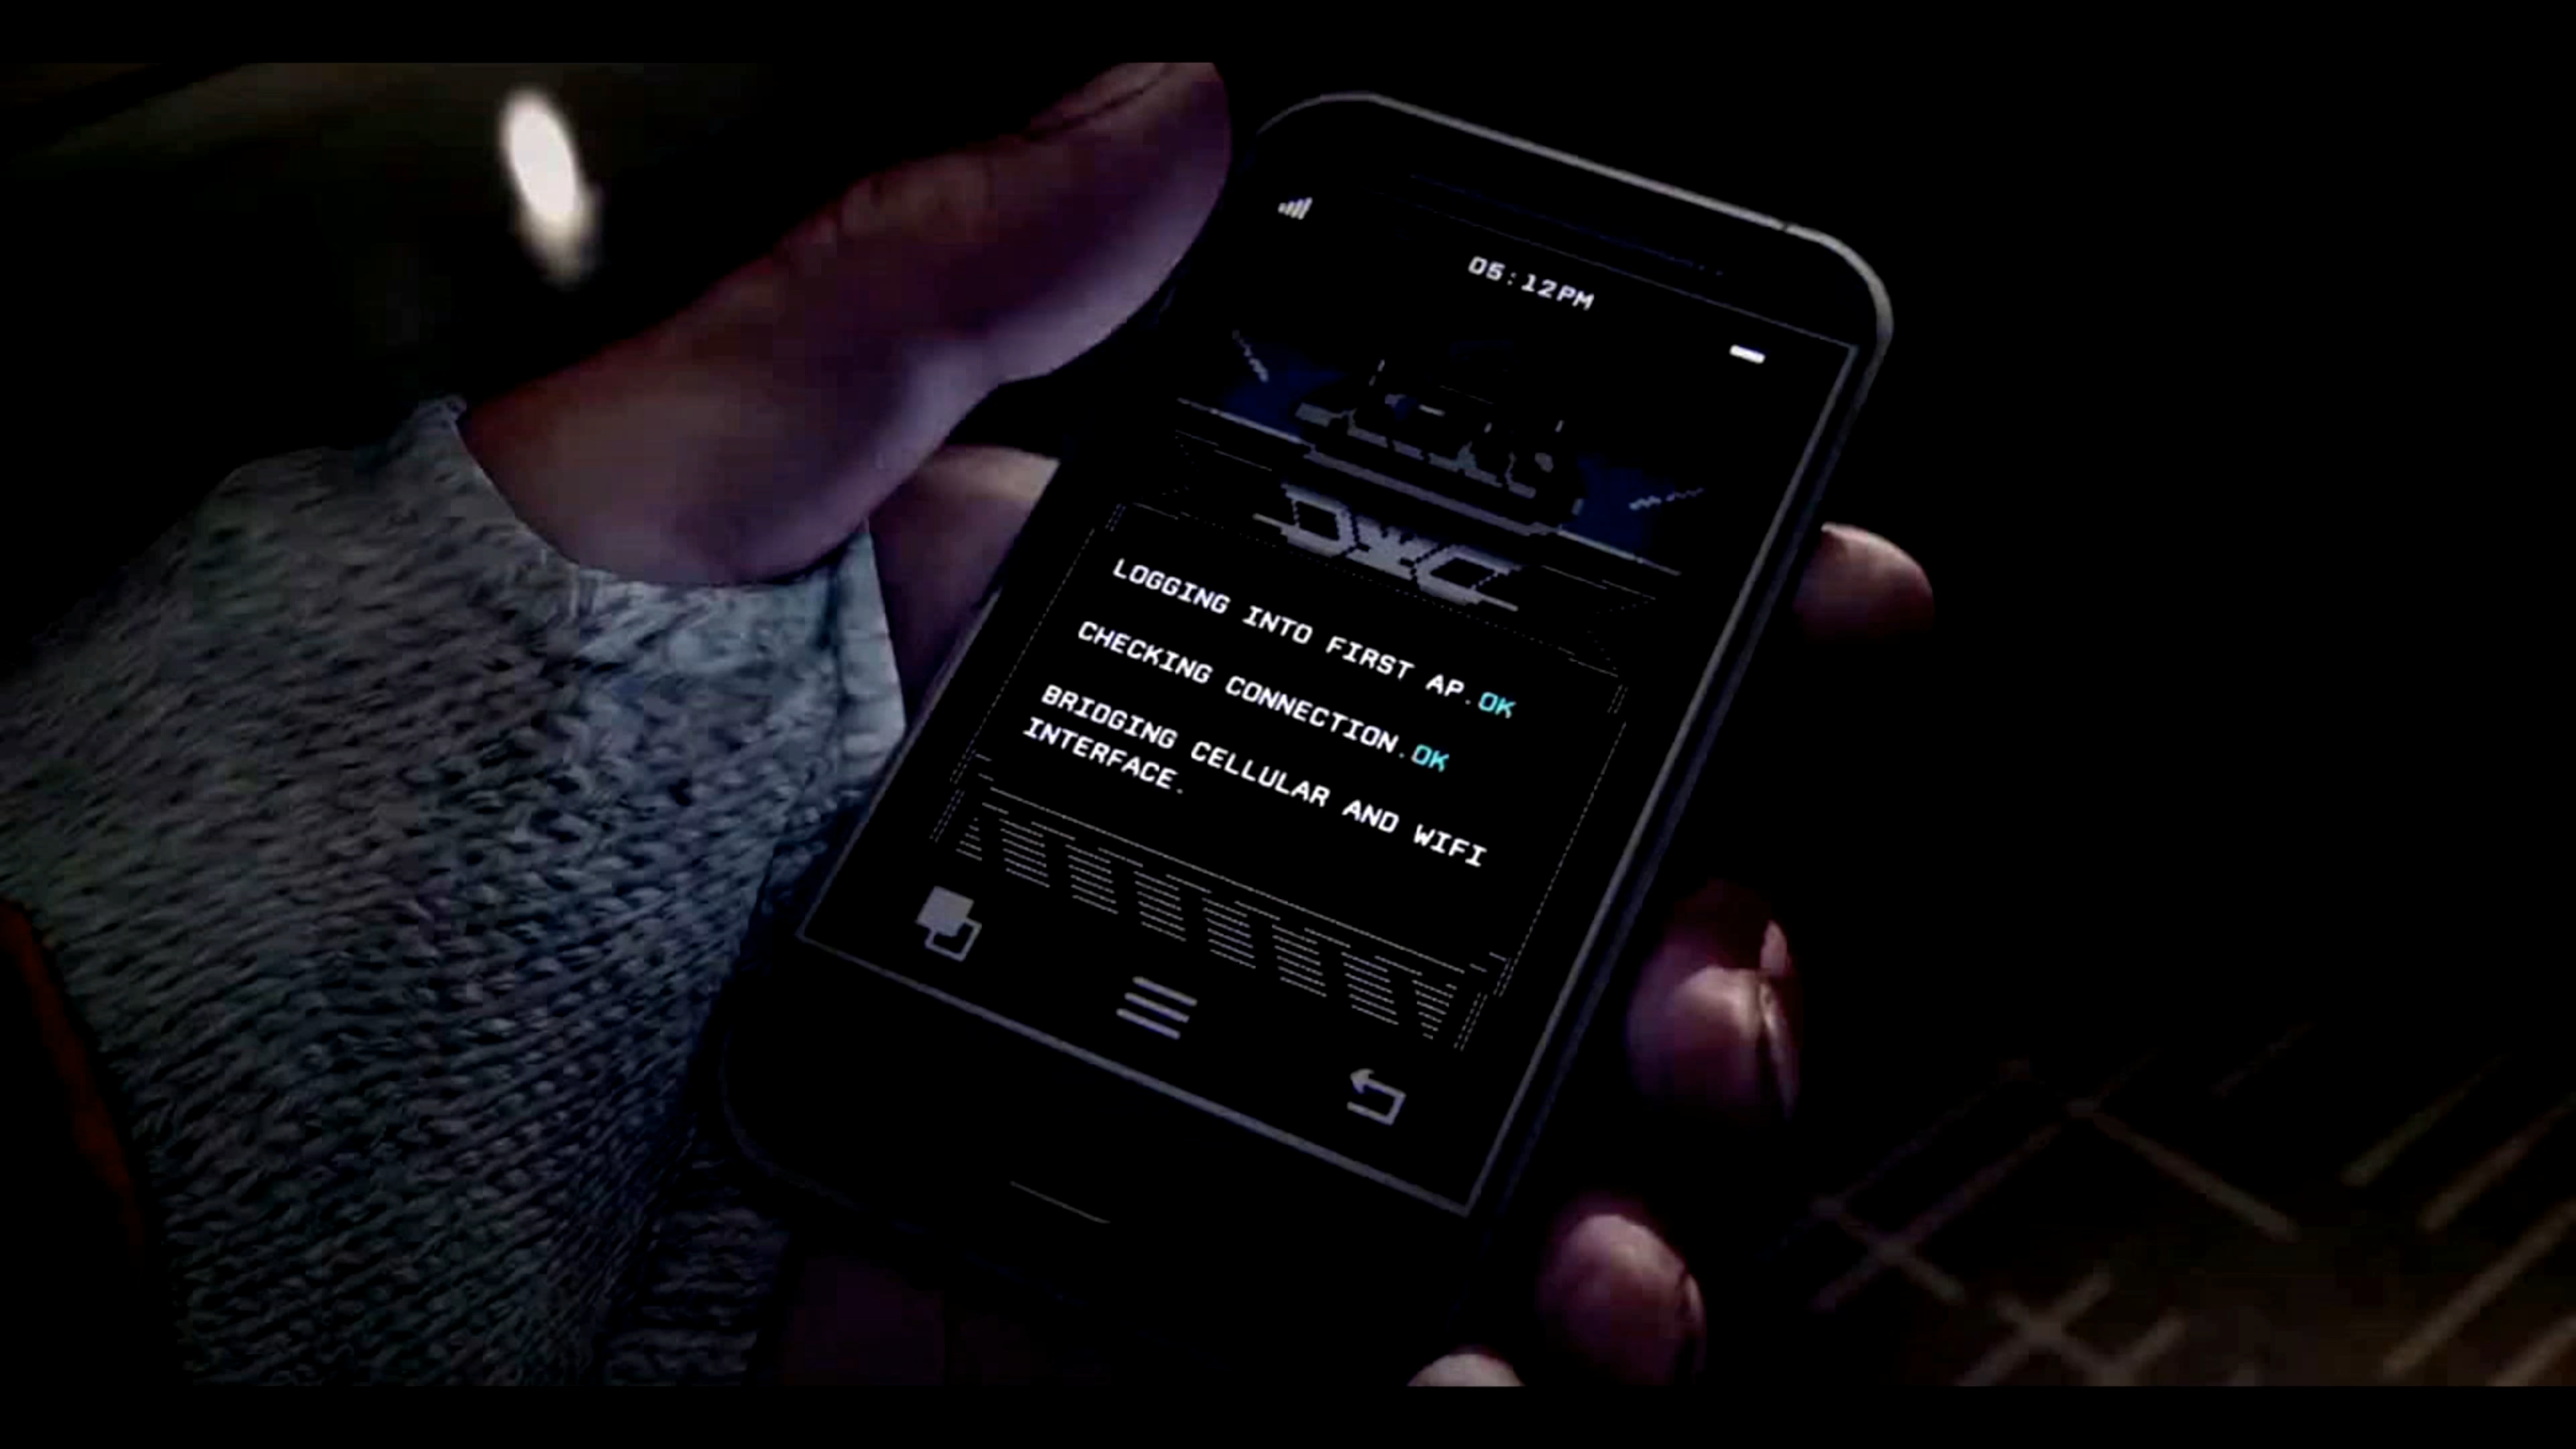 05:12PM
LOGGING INTO FIRST AP.OK
CHECKING CONNECTION.OK
BRIDGING CELLULAR AND WIFI
INTERFACE.